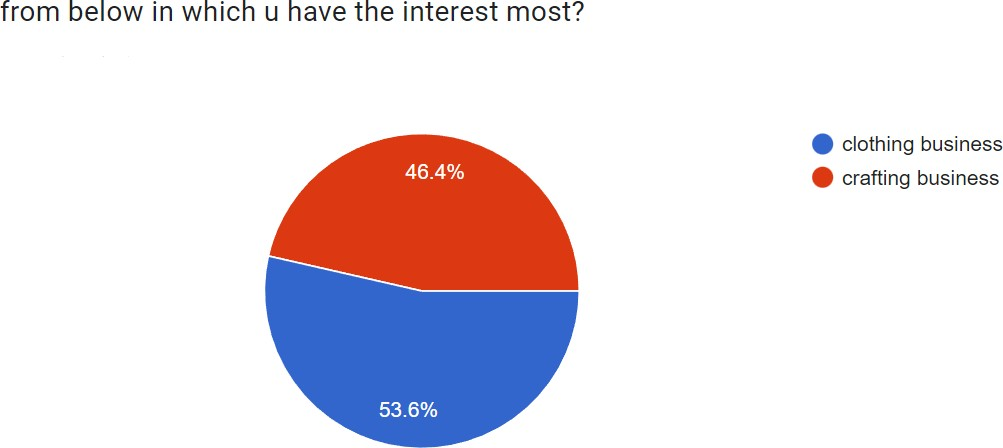 from below in which u have the interest most?
clothing business
crafting business
46.4%
53.6%